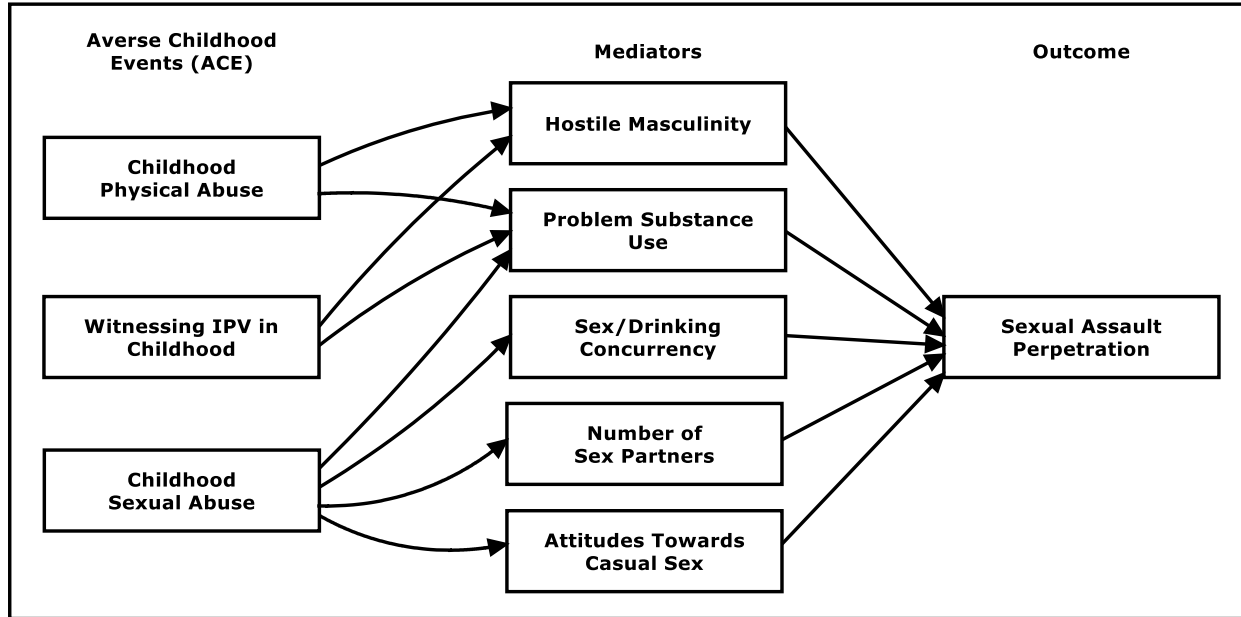 Averse Childhood
Events (ACE)
Mediators
Outcome
Childhood
Physical Abuse
Witnessing IPV in
Childhood
Childhood
Sexual Abuse
Hostile Masculinity
Problem Substance
Use
Sex/Drinking
Concurrency
Number of
Sex Partners
Attitudes Towards
Casual Sex
Sexual Assault
Perpetration